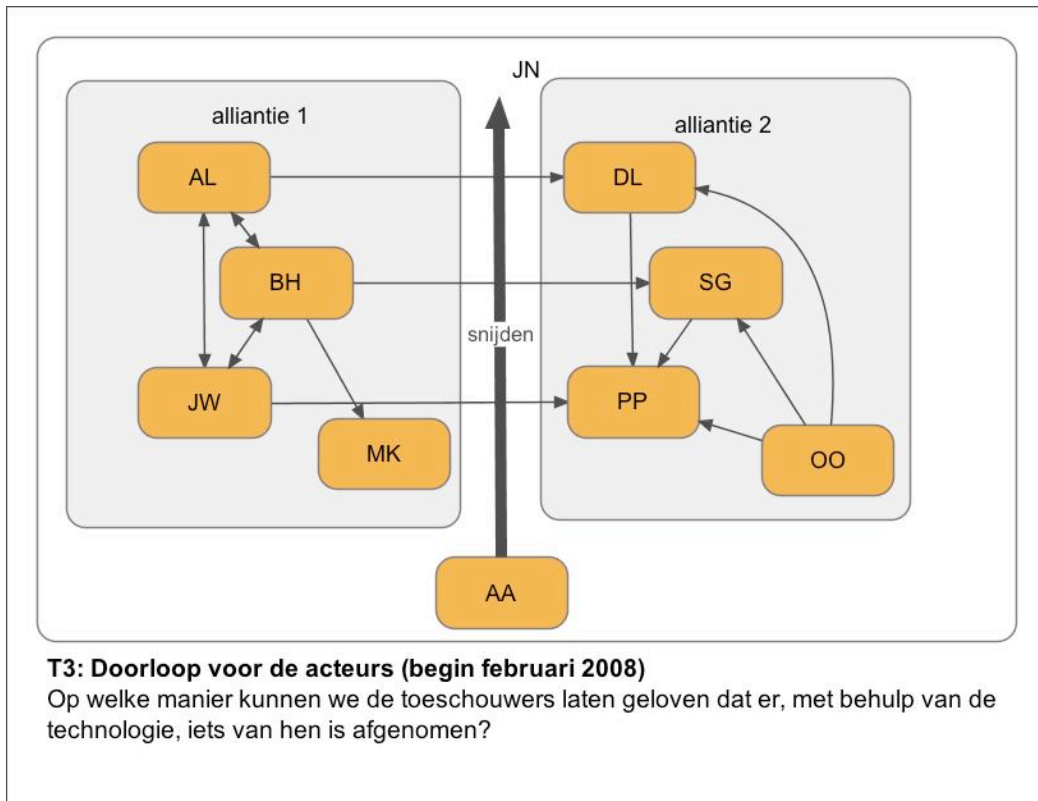 JN
alliantie 1
alliantie 2
AL
DL
BH
SG
snijden
JW
PP
MK
OO
AA
T3: Doorloop voor de acteurs (begin februari 2008)
Op welke manier kunnen we de toeschouwers laten geloven dat er, met behulp van de
technologie, iets van hen is afgenomen?